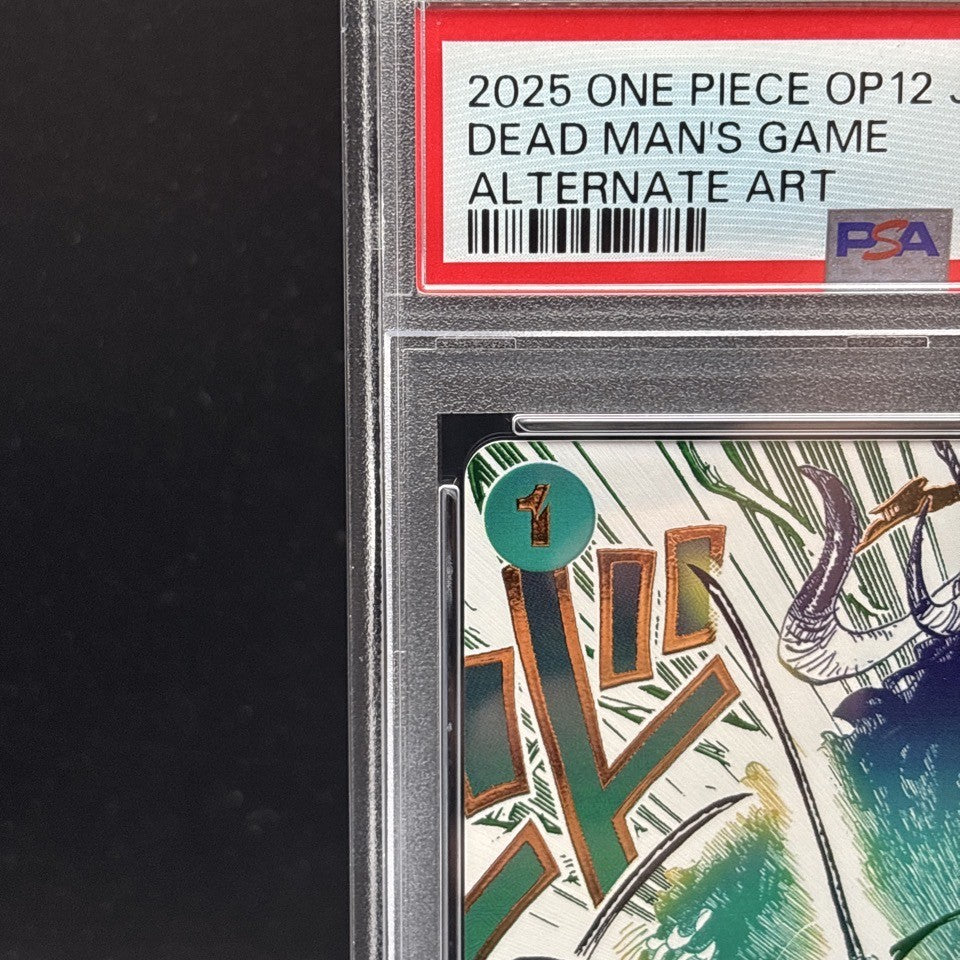 2025 ONE PIECE OP12 J
DEAD MAN'S GAME
ALTERNATE ART
PSA
1